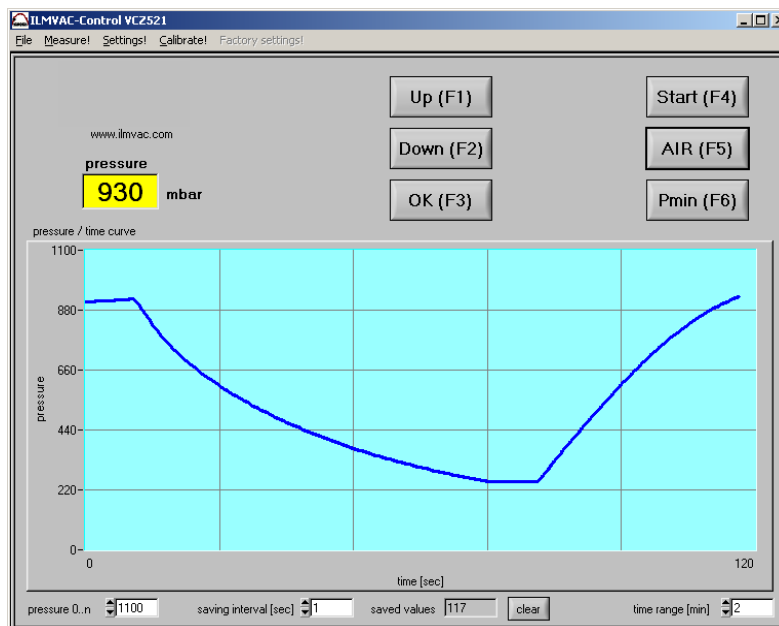 ILMVAC-Control VCZ521
File Measure! Settings! Calibrate! Factory settings!
Up (F1) Start (F4)
www.ilmvac.com
Down (F2) AIR (F5)
pressure
930 mbar
OK (F3) Pmin (F6)
pressure / time curve
1100
880
660
pressure
440
220
0
0 120
time [sec]
pressure 0..n 1100 saving interval [sec] 1 saved values 117 clear time range [min] 2